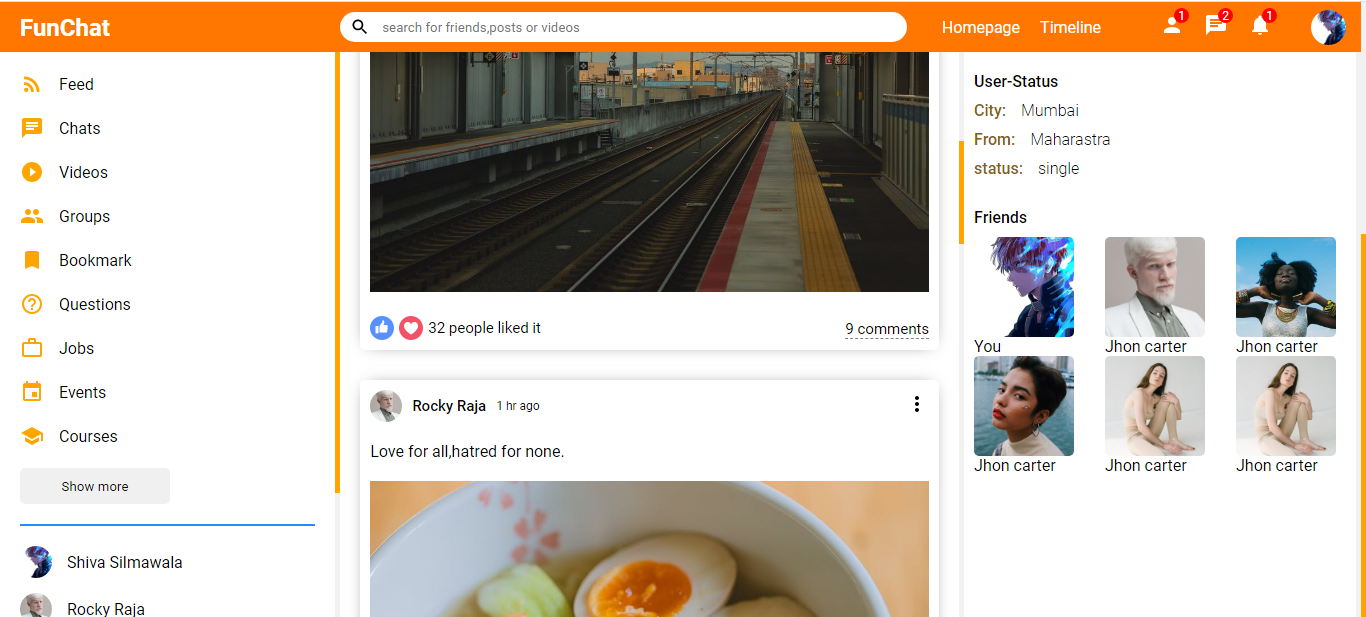 FunChat
search for friends,posts or videos
Homepage
Timeline
1
2
1
Feed
Chats
Videos
Groups
Bookmark
Questions
Jobs
Events
Courses
Show more
Shiva Silmawala
Rocky Raja
32 people liked it
9 comments
Rocky Raja 1 hr ago
Love for all,hatred for none.
User-Status
City: Mumbai
From: Maharastra
status: single
Friends
You
Jhon carter
Jhon carter
Jhon carter
Jhon carter
Jhon carter